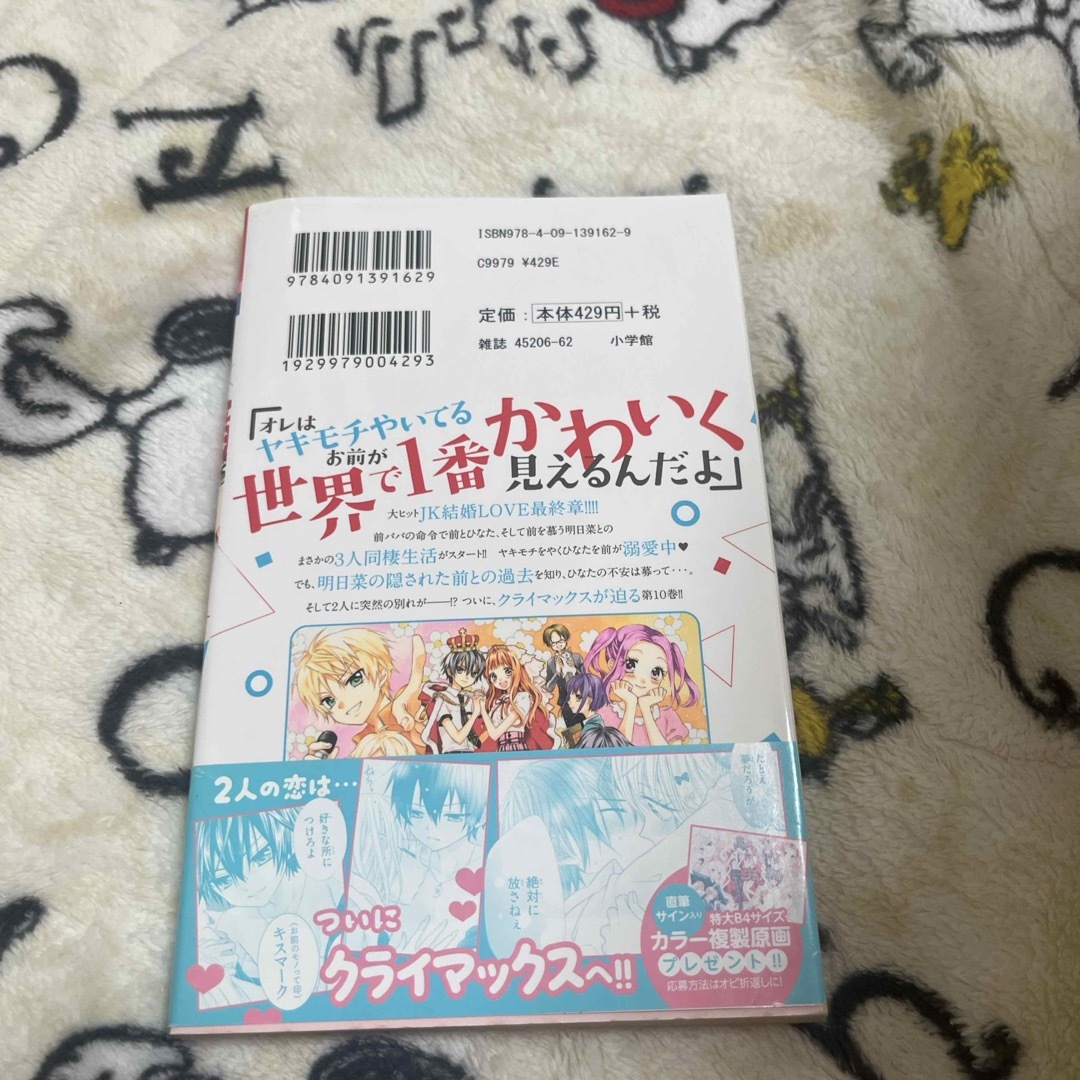 ISBN978-4-09-139162-9
9784091391629
C9979 ¥429E
定価：本体429円＋税
1929979004293
雑誌 45206-62 小学館
「オレは
ヤキモチやいてる
お前が
世界で1番かわいく
見えるんだよ」
大ヒットJK結婚LOVE最終章!!!!
前パパの命令で前とひなた、そして前を慕う明日菜との
まさかの3人同棲生活がスタート!! ヤキモチをやくひなたを前が溺愛中♥
でも、明日菜の隠された前との過去を知り、ひなたの不安は募って・・・。
そして2人に突然の別れが――!? ついに、クライマックスが迫る第10巻!!
2人の恋は…
好きな所に
つけろよ
(お前のモノって印)
キスマーク
絶対に
放さねぇ
たとえ
夢だろうが
ついに
クライマックスへ!!
直筆
サイン入り
特大B4サイズ
カラー複製原画
プレゼント!!
応募方法はオビ折返しに!